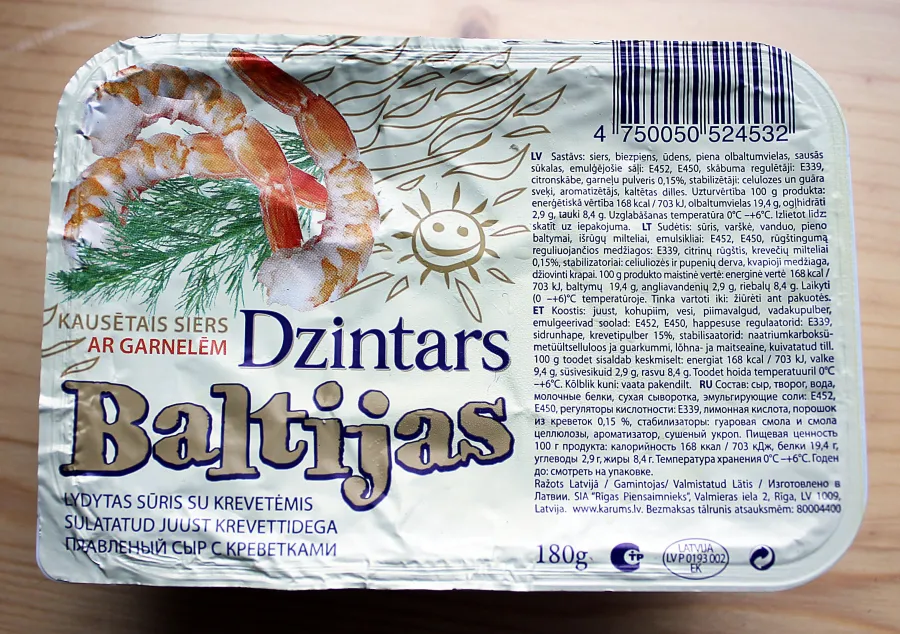 4 750050 524532
LV Sastāvs: siers, biezpiens, ūdens, piena olbaltumvielas, sausās
sūkalas, emulģējošie sāļi: E452, E450, skābuma regulētāji: E339,
citronskābe, garneļu pulveris 0,15%, stabilizētāji: celulozes un guāra
sveķi, aromatizētājs, kaltētas dilles. Uzturvērtība 100 g produkta:
enerģētiskā vērtība 168 kcal / 703 kJ, olbaltumvielas 19,4 g, ogļhidrāti
2,9 g, tauki 8,4 g. Uzglabāšanas temperatūra 0°C –+6°C. Izlietot līdz:
skatīt uz iepakojuma. LT Sudėtis: sūris, varškė, vanduo, pieno
baltymai, išrūgų milteliai, emulsikliai: E452, E450, rūgštingumą
reguliuojančios medžiagos: E339, citrinų rūgštis, krevečių milteliai
0,15%, stabilizatoriai: celiuliozės ir pupenių derva, kvapioji medžiaga,
džiovinti krapai. 100 g produkto maistinė vertė: energinė vertė 168 kcal /
703 kJ, baltymų 19,4 g, angliavandenių 2,9 g, riebalų 8,4 g. Laikyti
(0 –+6)°C temperatūroje. Tinka vartoti iki: žiūrėti ant pakuotės.
ET Koostis: juust, kohupiim, vesi, piimavalgud, vadakupulber,
emulgeerivad soolad: E452, E450, happesuse regulaatorid: E339,
sidrunhape, krevetipulber 15%, stabilisaatorid: naatriumkarboksü-
metüültselluloos ja guarkummi, lõhna- ja maitseaine, kuivatatud till.
100 g toodet sisaldab keskmiselt: energiat 168 kcal / 703 kJ, valke
9,4 g, süsivesikuid 2,9 g, rasvu 8,4 g. Toodet hoida temperatuuril 0°C
–+6°C. Kõlblik kuni: vaata pakendilt. RU Состав: сыр, творог, вода,
молочные белки, сухая сыворотка, эмульгирующие соли: E452,
E450, регуляторы кислотности: E339, лимонная кислота, порошок
из креветок 0,15 %, стабилизаторы: гуаровая смола и смола
целлюлозы, ароматизатор, сушеный укроп. Пищевая ценность
100 г продукта: калорийность 168 ккал / 703 кДж, белки 19,4 г,
углеводы 2,9 г, жиры 8,4 г. Температура хранения 0°C –+6°C. Годен
до: смотреть на упаковке.
Ražots Latvijā / Gamintojas/ Valmistatud Lätis / Изготовлено в
Латвии. SIA "Rīgas Piensaimnieks", Valmieras iela 2, Rīga, LV 1009,
Latvija. www.karums.lv. Bezmaksas tālrunis atsauksmēm: 80004400
KAUSĒTAIS SIERS
AR GARNELĒM
Dzintars
Baltijas
LYDYTAS SŪRIS SU KREVETĖMIS
SULATATUD JUUST KREVETTIDEGA
ПЛАВЛЕНЫЙ СЫР С КРЕВЕТКАМИ
180g
LATVIJA
LV P 0193 002
EK